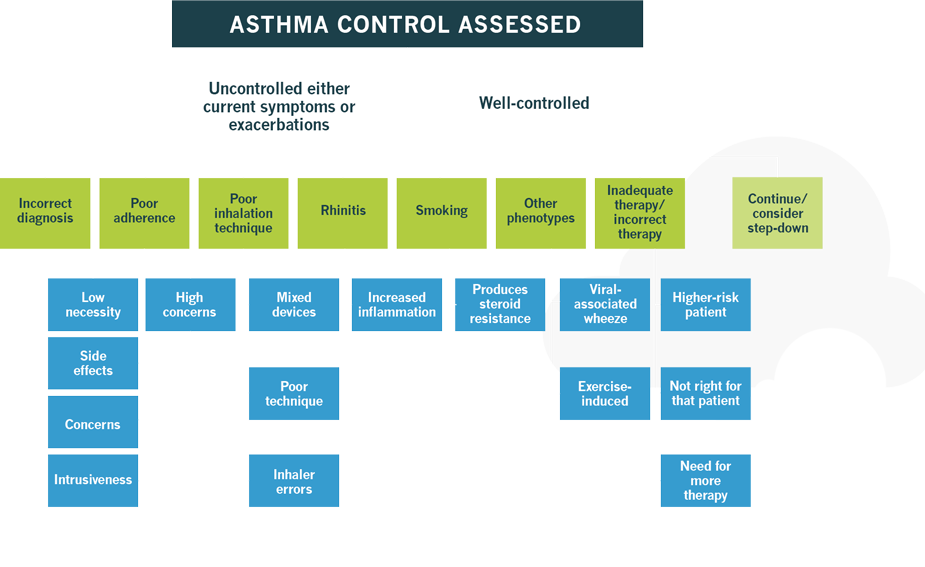 ASTHMA CONTROL ASSESSED
Uncontrolled either
current symptoms or
exacerbations
Well-controlled
Incorrect
diagnosis
Poor
adherence
Poor
inhalation
technique
Rhinitis
Smoking
Other
phenotypes
Inadequate
therapy/
incorrect
therapy
Continue/
consider
step-down
Low
necessity
High
concerns
Mixed
devices
Increased
inflammation
Produces
steroid
resistance
Viral-
associated
wheeze
Higher-risk
patient
Side
effects
Poor
technique
Exercise-
induced
Not right for
that patient
Concerns
Intrusiveness
Inhaler
errors
Need for
more
therapy